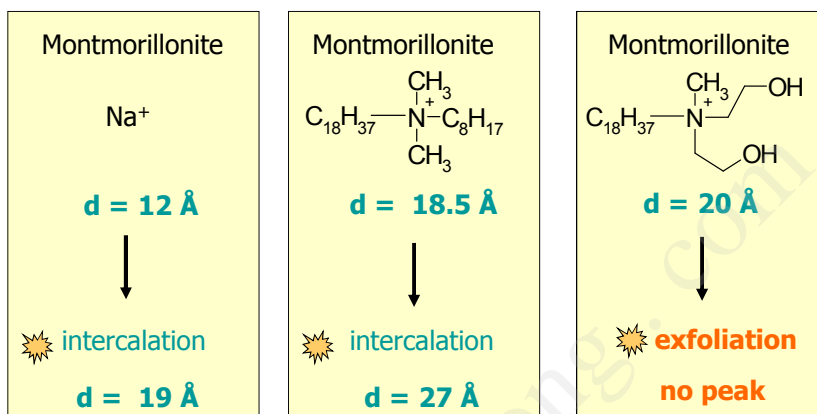 Montmorillonite
Na⁺
d = 12 Å
intercalation
d = 19 Å
Montmorillonite
CH₃
C₁₈H₃₇ N⁺ C₈H₁₇
CH₃
d = 18.5 Å
intercalation
d = 27 Å
Montmorillonite
CH₃ OH
C₁₈H₃₇ N⁺
OH
d = 20 Å
exfoliation
no peak